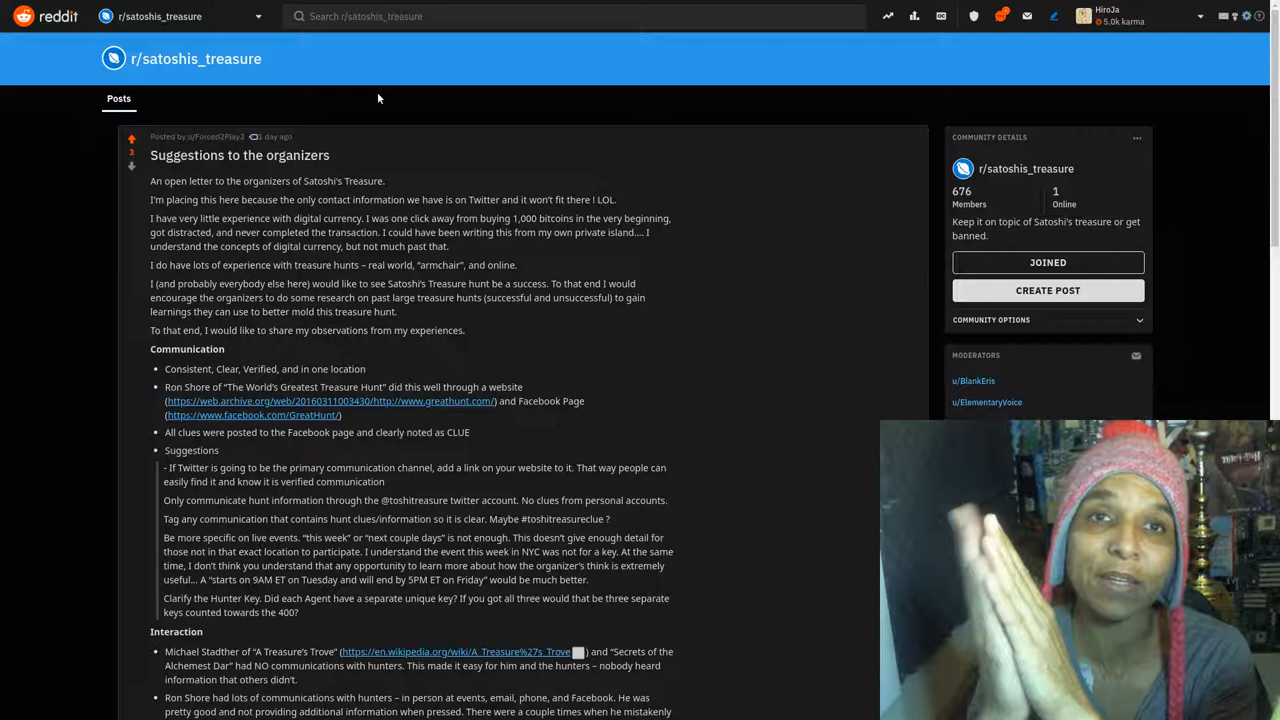 reddit
r/satoshis_treasure
Search r/satoshis_treasure
HiroJa
5.0k karma
r/satoshis_treasure
Posts
Posted by u/Forced2Play2 1 day ago
3
Suggestions to the organizers
An open letter to the organizers of Satoshi's Treasure.
I'm placing this here because the only contact information we have is on Twitter and it won't fit there ! LOL.
I have very little experience with digital currency. I was one click away from buying 1,000 bitcoins in the very beginning,
got distracted, and never completed the transaction. I could have been writing this from my own private island.... I
understand the concepts of digital currency, but not much past that.
I do have lots of experience with treasure hunts – real world, "armchair", and online.
I (and probably everybody else here) would like to see Satoshi's Treasure hunt be a success. To that end I would
encourage the organizers to do some research on past large treasure hunts (successful and unsuccessful) to gain
learnings they can use to better mold this treasure hunt.
To that end, I would like to share my observations from my experiences.
Communication
• Consistent, Clear, Verified, and in one location
• Ron Shore of "The World's Greatest Treasure Hunt" did this well through a website
(https://web.archive.org/web/20160311003430/http://www.greathunt.com/) and Facebook Page
(https://www.facebook.com/GreatHunt/)
• All clues were posted to the Facebook page and clearly noted as CLUE
• Suggestions
- If Twitter is going to be the primary communication channel, add a link on your website to it. That way people can
easily find it and know it is verified communication
Only communicate hunt information through the @toshitreasure twitter account. No clues from personal accounts.
Tag any communication that contains hunt clues/information so it is clear. Maybe #toshitreasureclue ?
Be more specific on live events. "this week" or "next couple days" is not enough. This doesn't give enough detail for
those not in that exact location to participate. I understand the event this week in NYC was not for a key. At the same
time, I don't think you understand that any opportunity to learn more about how the organizer's think is extremely
useful... A "starts on 9AM ET on Tuesday and will end by 5PM ET on Friday" would be much better.
Clarify the Hunter Key. Did each Agent have a separate unique key? If you got all three would that be three separate
keys counted towards the 400?
Interaction
• Michael Stadther of "A Treasure's Trove" (https://en.wikipedia.org/wiki/A_Treasure%27s_Trove ) and "Secrets of the
Alchemest Dar" had NO communications with hunters. This made it easy for him and the hunters – nobody heard
information that others didn't.
• Ron Shore had lots of communications with hunters – in person at events, email, phone, and Facebook. He was
pretty good and not providing additional information when pressed. There were a couple times when he mistakenly
COMMUNITY DETAILS
r/satoshis_treasure
676
Members
1
Online
Keep it on topic of Satoshi's treasure or get
banned.
JOINED
CREATE POST
COMMUNITY OPTIONS
MODERATORS
u/BlankEris
u/ElementaryVoice